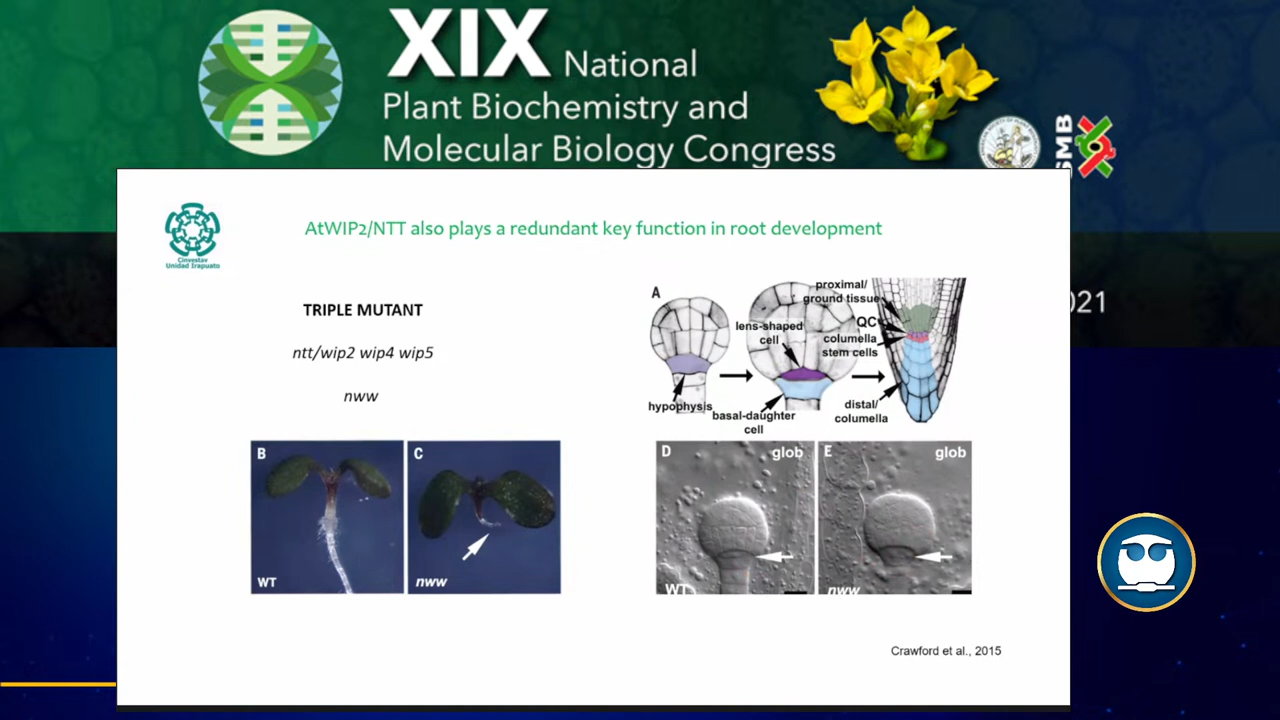 XIX National
Plant Biochemistry and
Molecular Biology Congress
SMB
021
Cinvestav
Unidad Irapuato
AtWIP2/NTT also plays a redundant key function in root development
TRIPLE MUTANT
ntt/wip2 wip4 wip5
nww
B
WT
C
nww
A
hypophysis
lens-shaped
cell
basal-daughter
cell
proximal/
ground tissue
QC
columella
stem cells
distal/
columella
D
glob
WT
E
glob
nww
Crawford et al., 2015